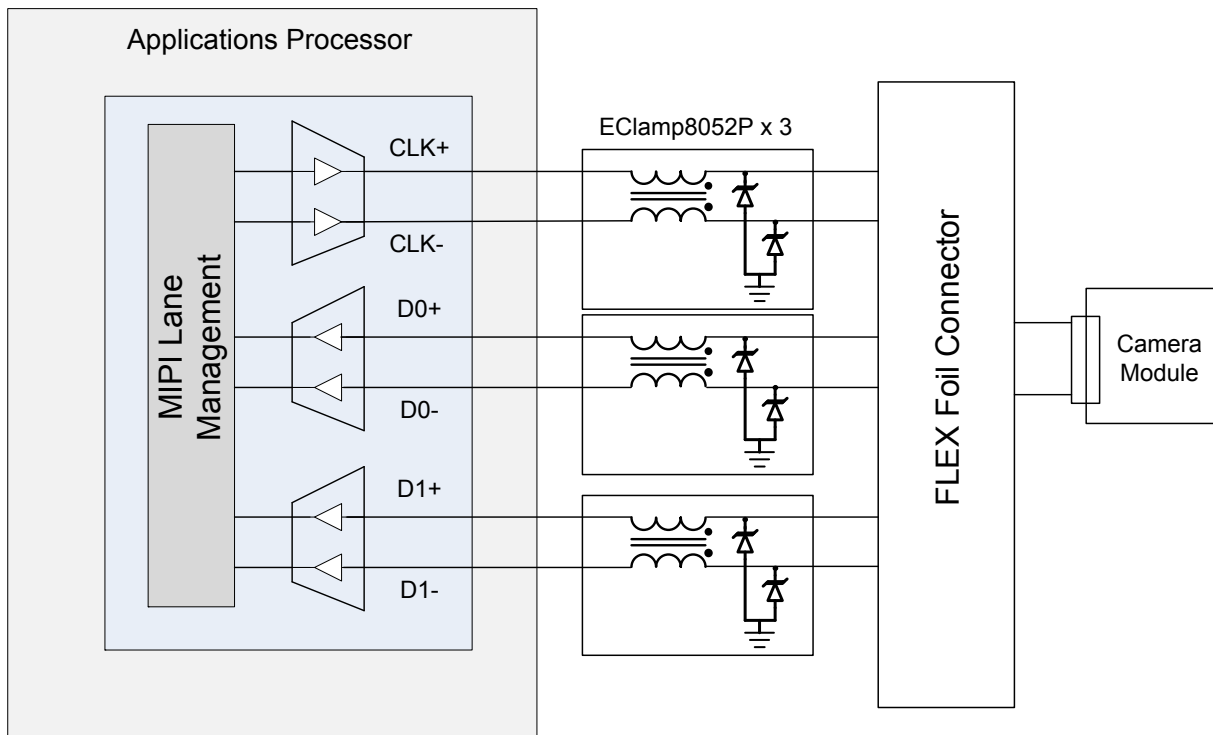 Applications Processor
MIPI Lane
Management
CLK+
CLK-
D0+
D0-
D1+
D1-
EClamp8052P x 3
FLEX Foil Connector
Camera
Module